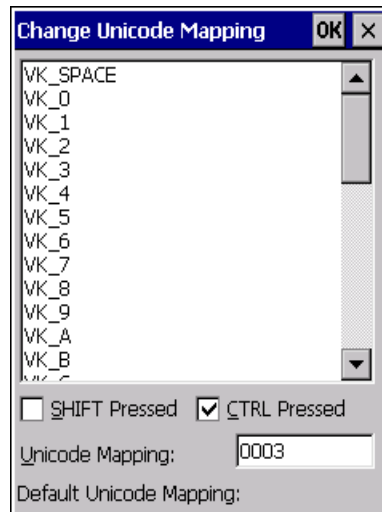 Change Unicode Mapping OK ×
VK_SPACE
VK_0
VK_1
VK_2
VK_3
VK_4
VK_5
VK_6
VK_7
VK_8
VK_9
VK_A
VK_B
SHIFT Pressed CTRL Pressed
Unicode Mapping: 0003
Default Unicode Mapping: